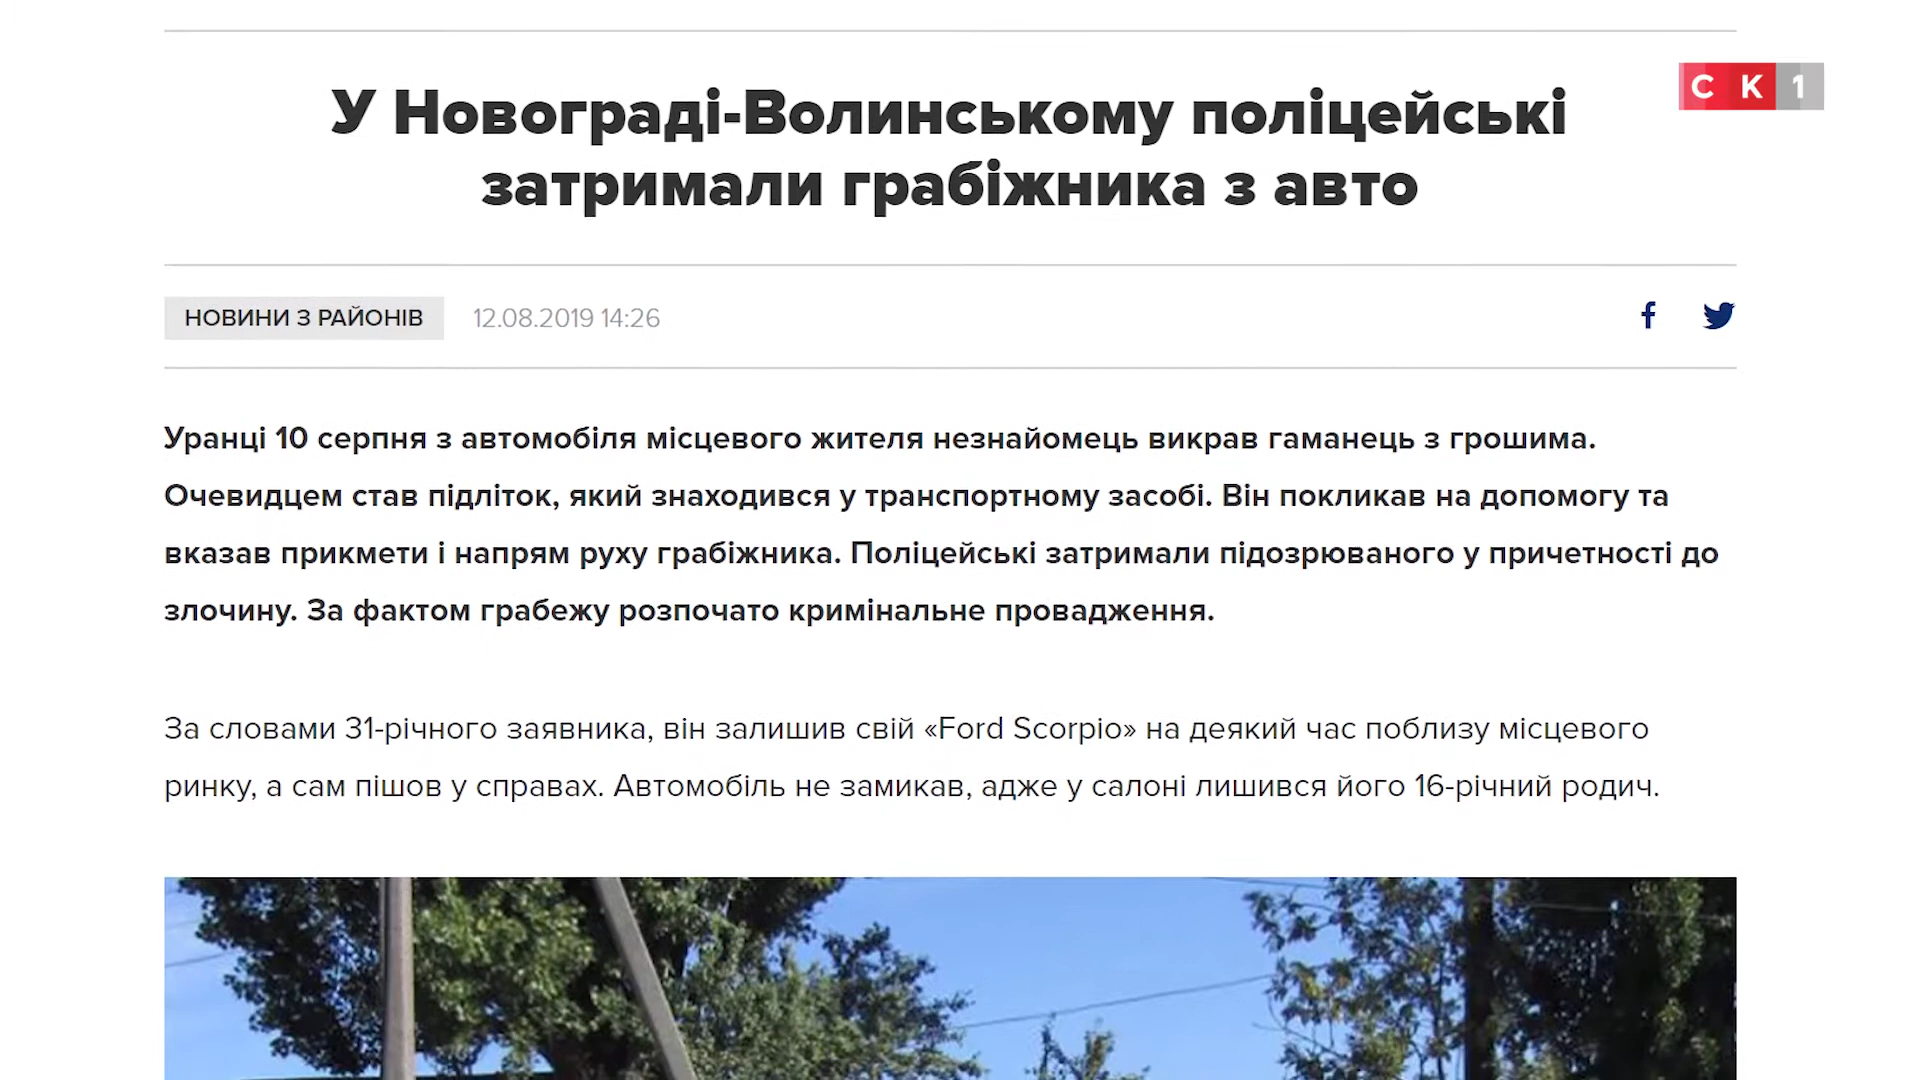 СК1
У Новограді-Волинському поліцейські
затримали грабіжника з авто
НОВИНИ З РАЙОНІВ 12.08.2019 14:26
Уранці 10 серпня з автомобіля місцевого жителя незнайомець викрав гаманець з грошима.
Очевидцем став підліток, який знаходився у транспортному засобі. Він покликав на допомогу та
вказав прикмети і напрям руху грабіжника. Поліцейські затримали підозрюваного у причетності до
злочину. За фактом грабежу розпочато кримінальне провадження.
За словами 31-річного заявника, він залишив свій «Ford Scorpio» на деякий час поблизу місцевого
ринку, а сам пішов у справах. Автомобіль не замикав, адже у салоні лишився його 16-річний родич.